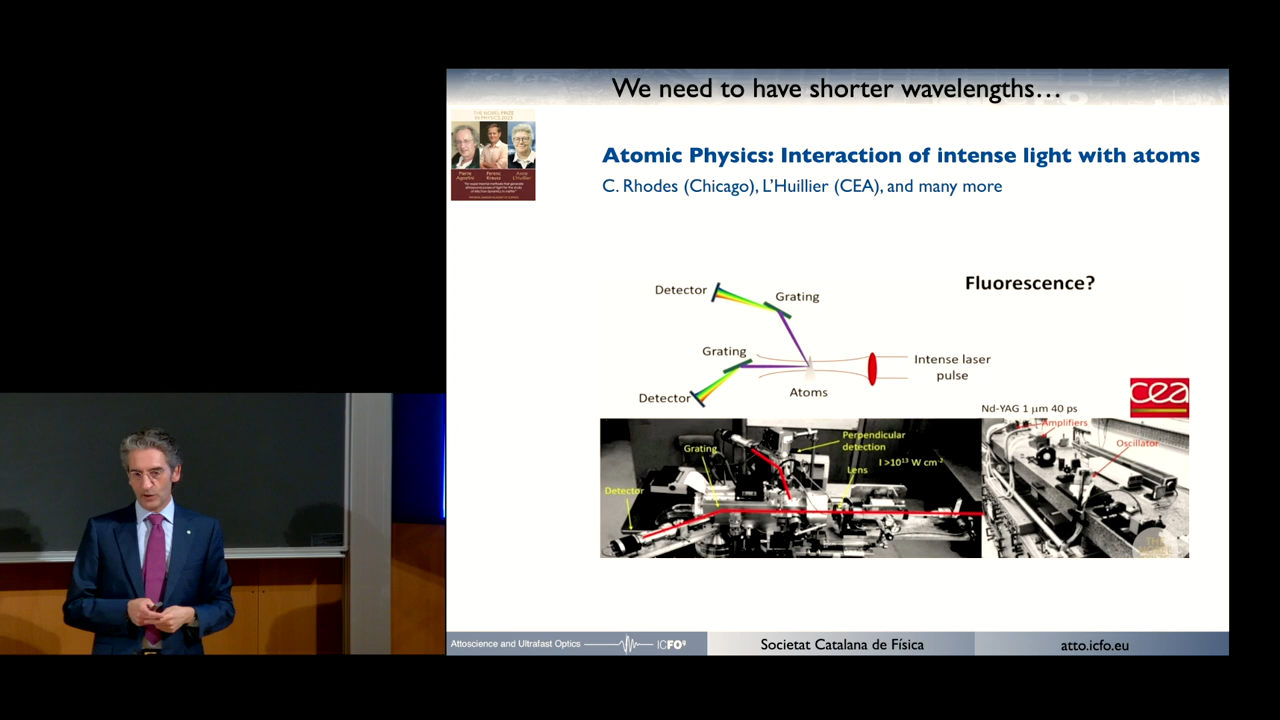 We need to have shorter wavelengths…
THE NOBEL PRIZE
IN PHYSICS 2023
Pierre
Agostini
Ferenc
Krausz
Anne
L'Huillier
Atomic Physics: Interaction of intense light with atoms
C. Rhodes (Chicago), L'Huillier (CEA), and many more
Fluorescence?
Detector
Grating
Grating
Intense laser
pulse
Detector
Atoms
cea
Nd-YAG 1 µm 40 ps
Amplifiers
Oscillator
Perpendicular
detection
Grating
I >10¹³ W cm⁻²
Lens
Detector
Attoscience and Ultrafast Optics
ICFO
Societat Catalana de Física
atto.icfo.eu